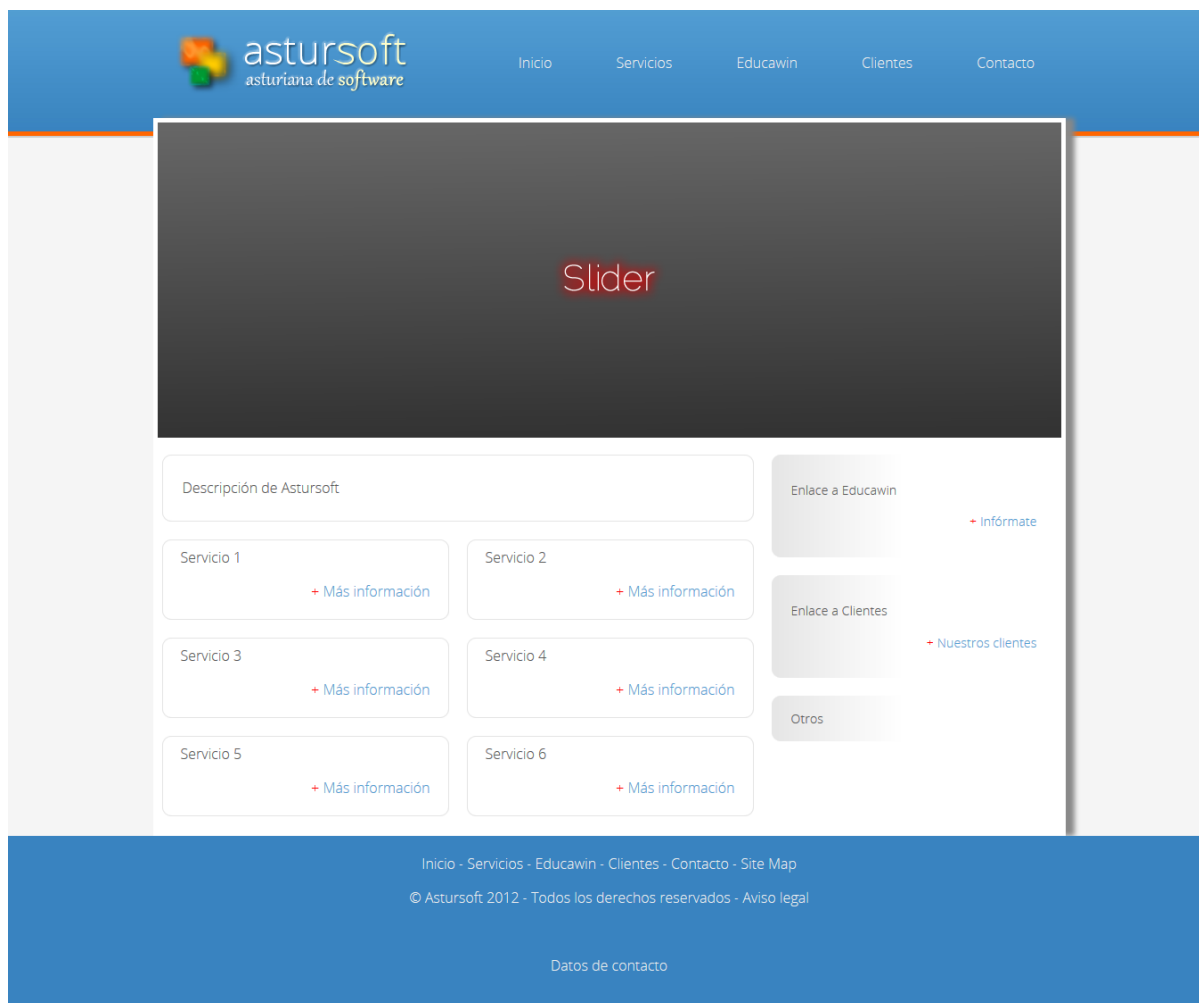 astursoft
asturiana de software
Inicio Servicios Educawin Clientes Contacto
Slider
Descripción de Astursoft
Servicio 1
+ Más información
Servicio 2
+ Más información
Servicio 3
+ Más información
Servicio 4
+ Más información
Servicio 5
+ Más información
Servicio 6
+ Más información
Enlace a Educawin
+ Infórmate
Enlace a Clientes
+ Nuestros clientes
Otros
Inicio - Servicios - Educawin - Clientes - Contacto - Site Map
© Astursoft 2012 - Todos los derechos reservados - Aviso legal
Datos de contacto